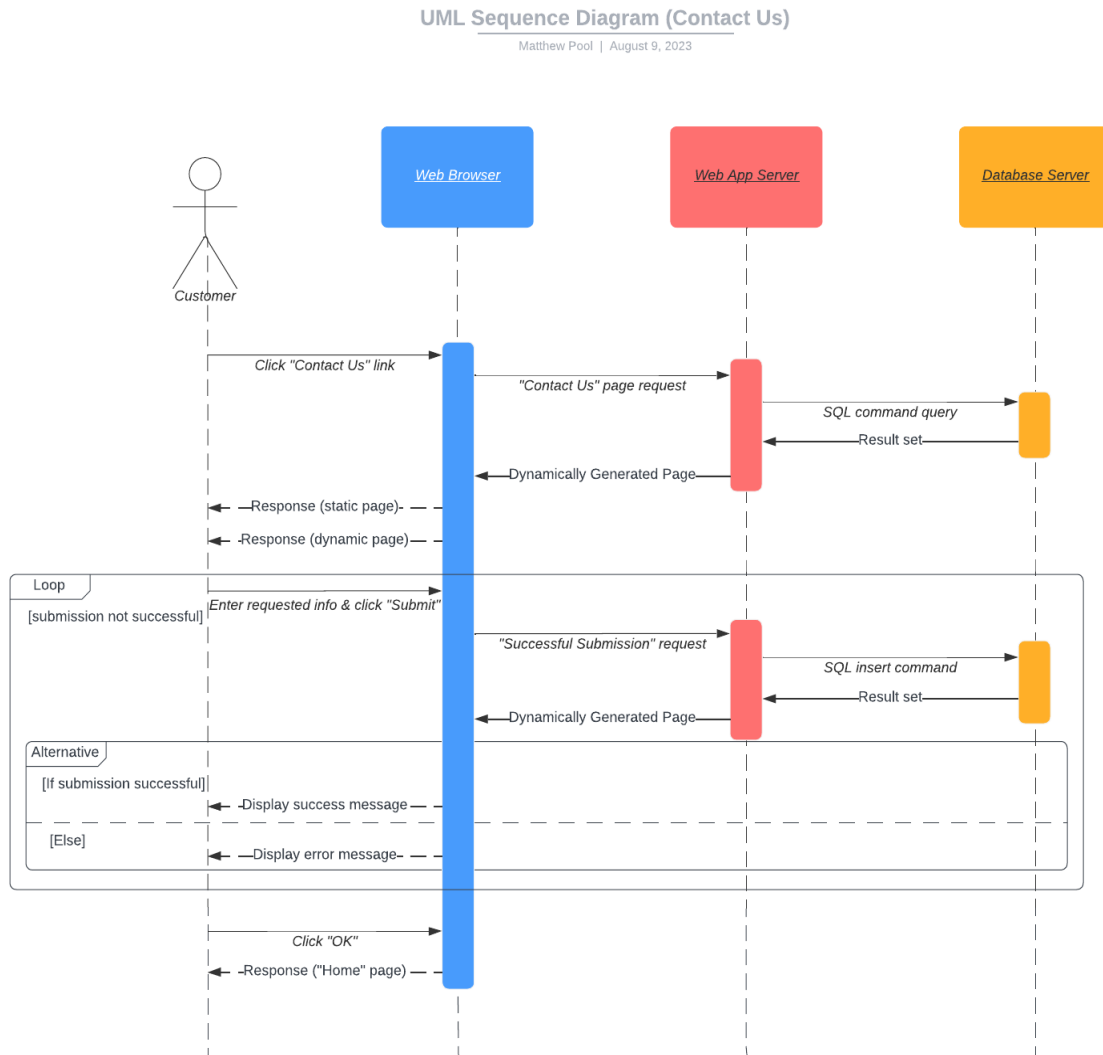 UML Sequence Diagram (Contact Us)
Matthew Pool | August 9, 2023
Web Browser
Web App Server
Database Server
Customer
Click "Contact Us" link
"Contact Us" page request
SQL command query
Result set
Dynamically Generated Page
Response (static page)
Response (dynamic page)
Loop
[submission not successful]
Enter requested info & click "Submit"
"Successful Submission" request
SQL insert command
Result set
Dynamically Generated Page
Alternative
[If submission successful]
Display success message
[Else]
Display error message
Click "OK"
Response ("Home" page)